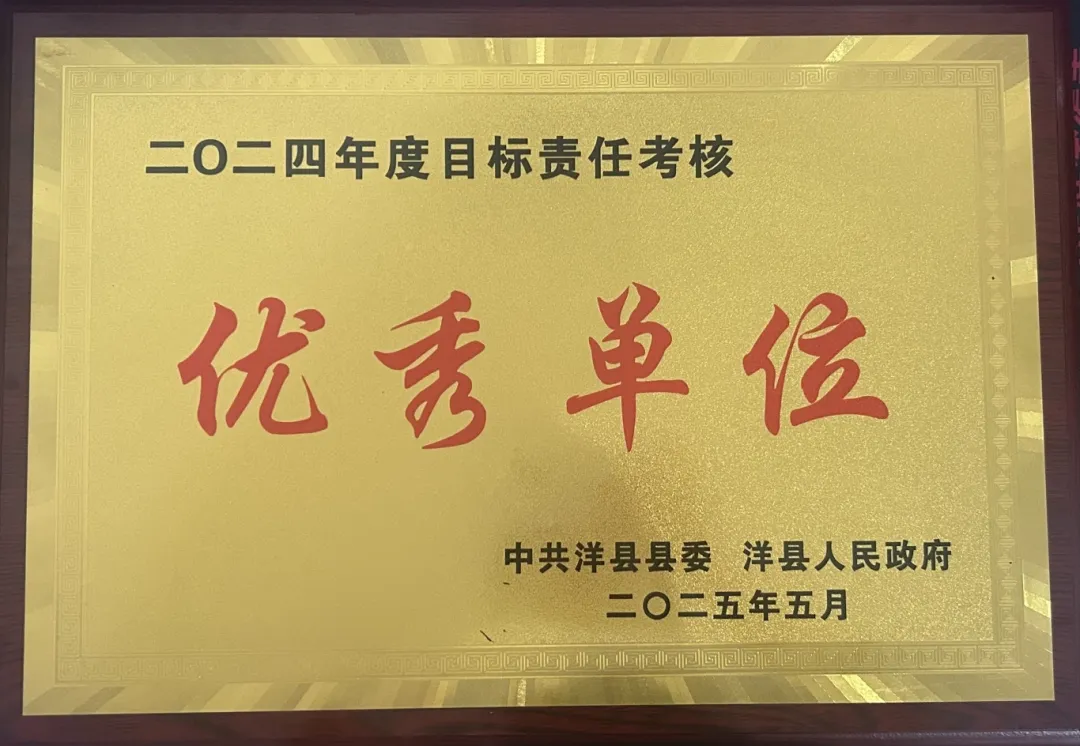 二〇二四年度目标责任考核
优秀单位
中共洋县县委 洋县人民政府
二〇二五年五月